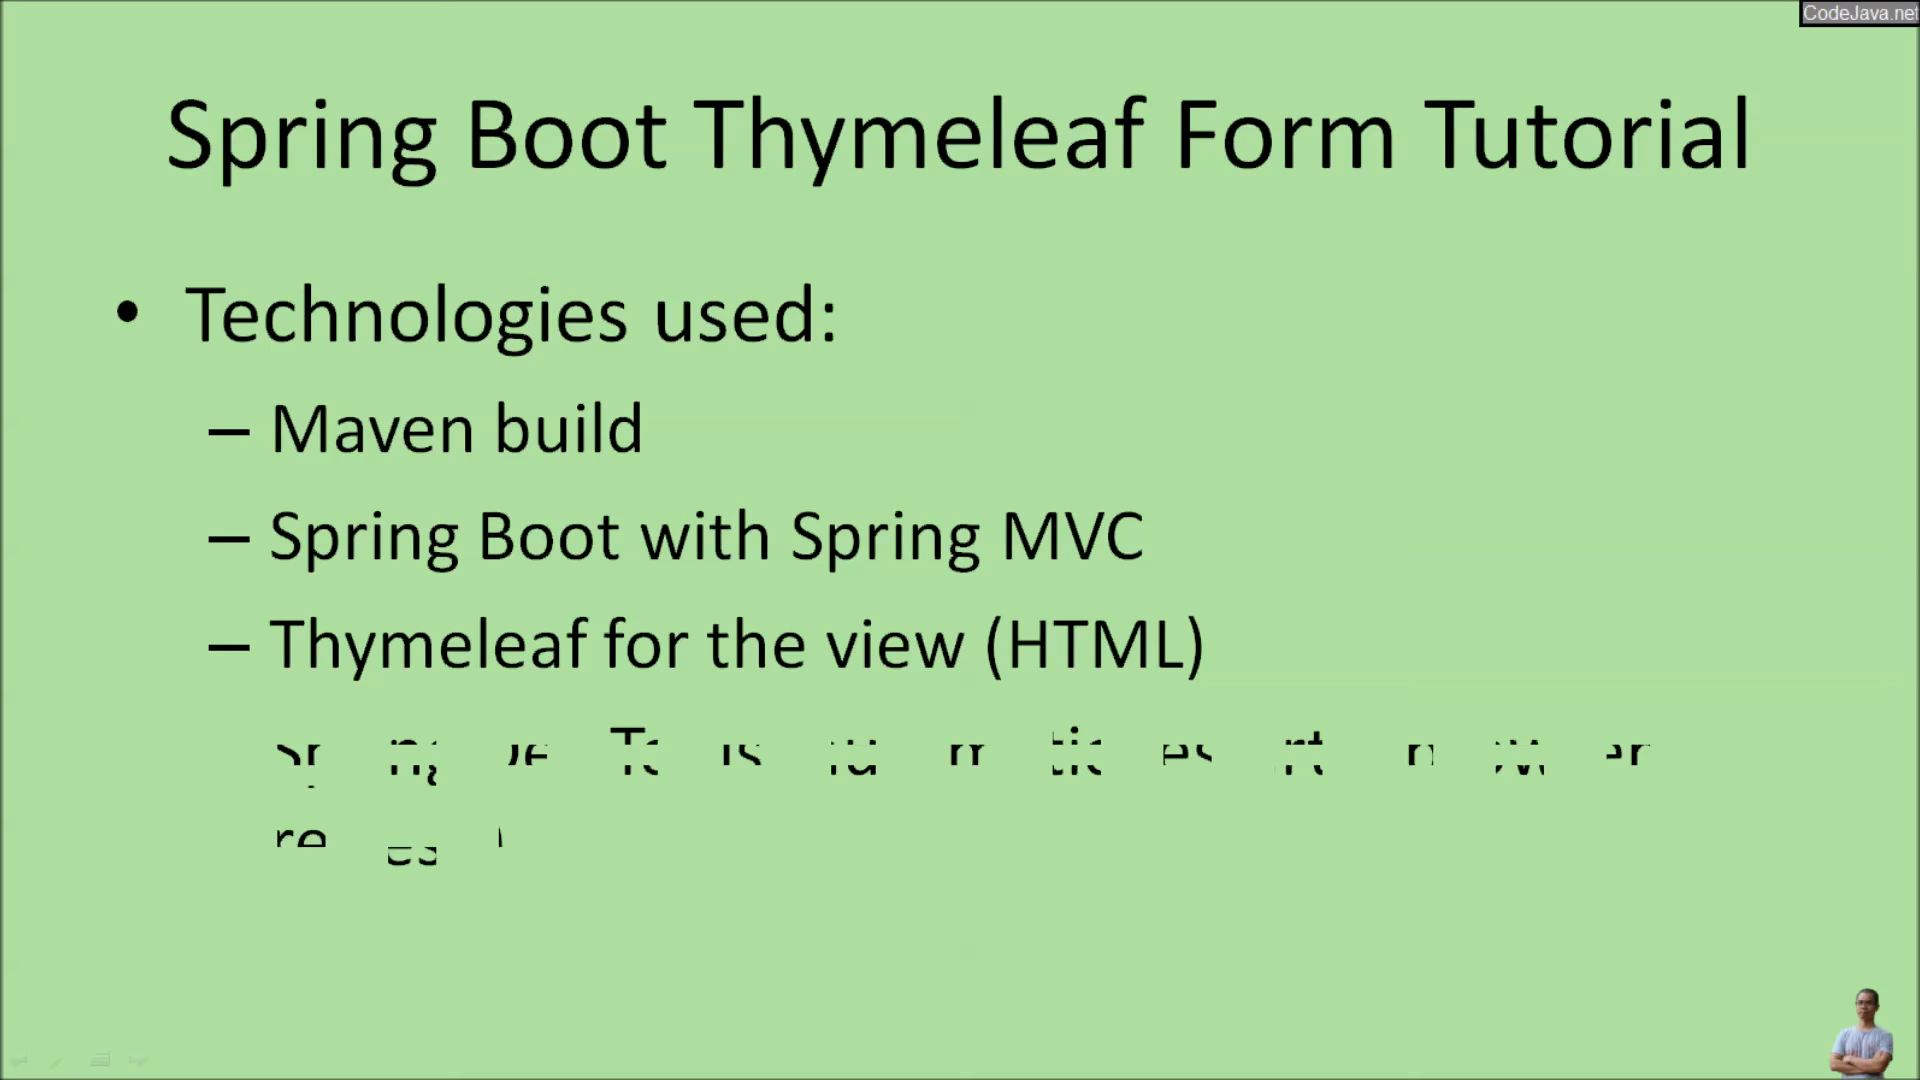 CodeJava.net
Spring Boot Thymeleaf Form Tutorial
• Technologies used:
– Maven build
– Spring Boot with Spring MVC
– Thymeleaf for the view (HTML)